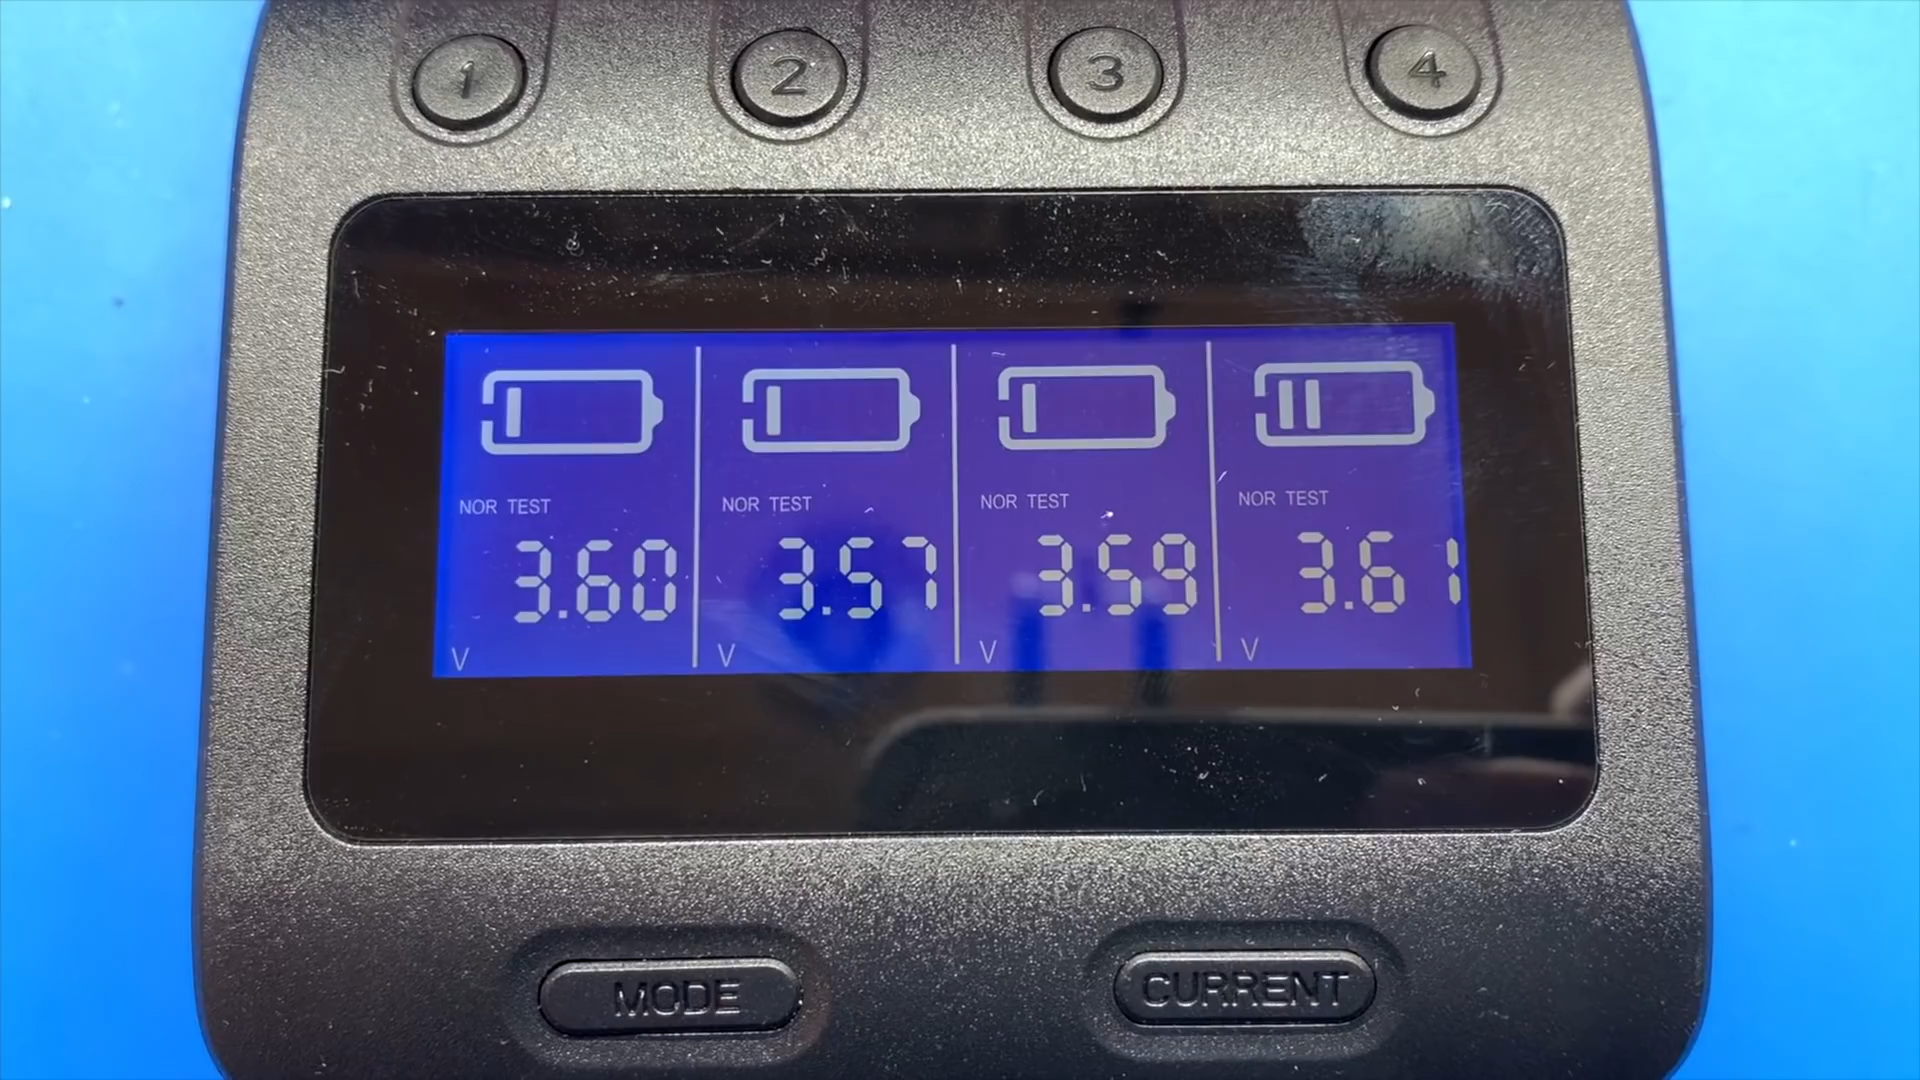 1 2 3 4
NOR TEST NOR TEST NOR TEST NOR TEST
3.60 3.57 3.59 3.61
V V V V
MODE CURRENT